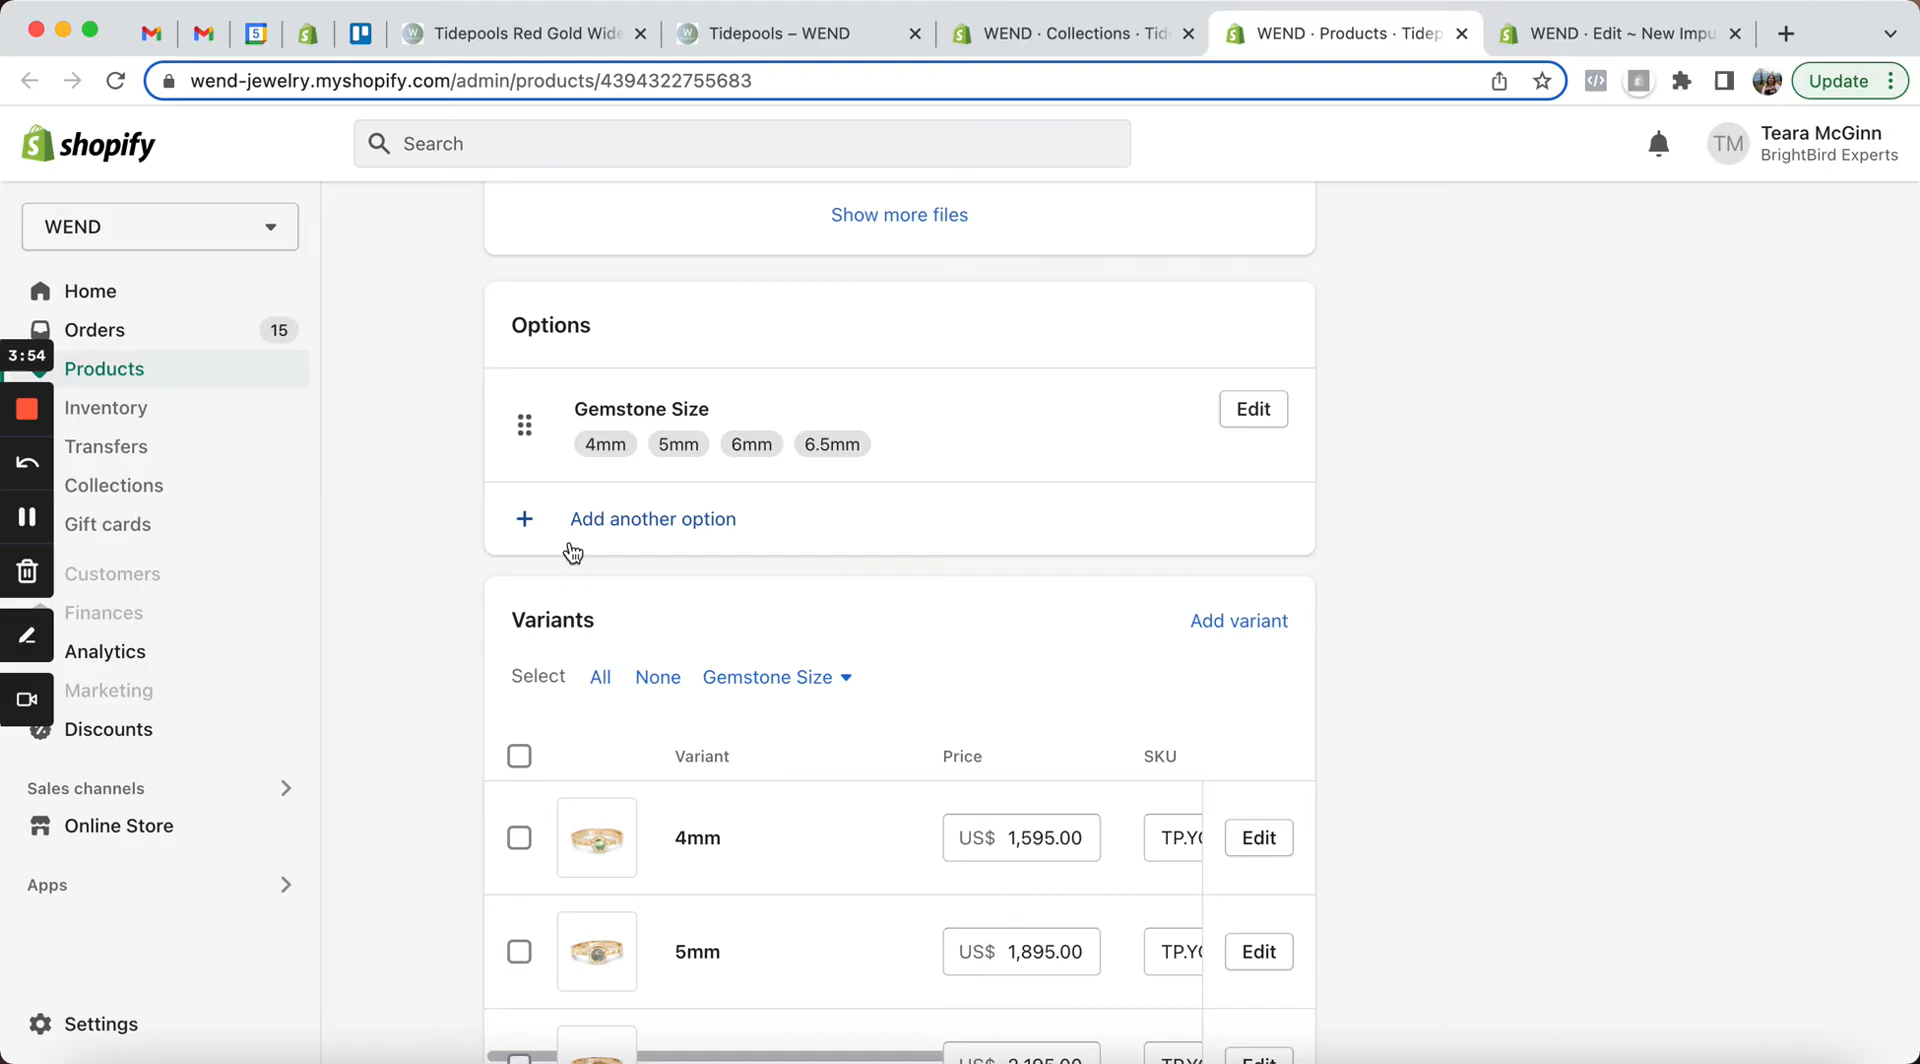 Tidepools Red Gold Wide
Tidepools – WEND
WEND · Collections · Tide
WEND · Products · Tidep
WEND · Edit ~ New Impu
wend-jewelry.myshopify.com/admin/products/4394322755683
Update
shopify
Search
TM
Teara McGinn
BrightBird Experts
WEND
Home
Orders
15
3:54
Products
Inventory
Transfers
Collections
Gift cards
Customers
Finances
Analytics
Marketing
Discounts
Sales channels
Online Store
Apps
Settings
Show more files
Options
Gemstone Size
4mm 5mm 6mm 6.5mm
Edit
+ Add another option
Variants
Add variant
Select All None Gemstone Size
Variant Price SKU
4mm US$ 1,595.00 TP.Y Edit
5mm US$ 1,895.00 TP.Y Edit